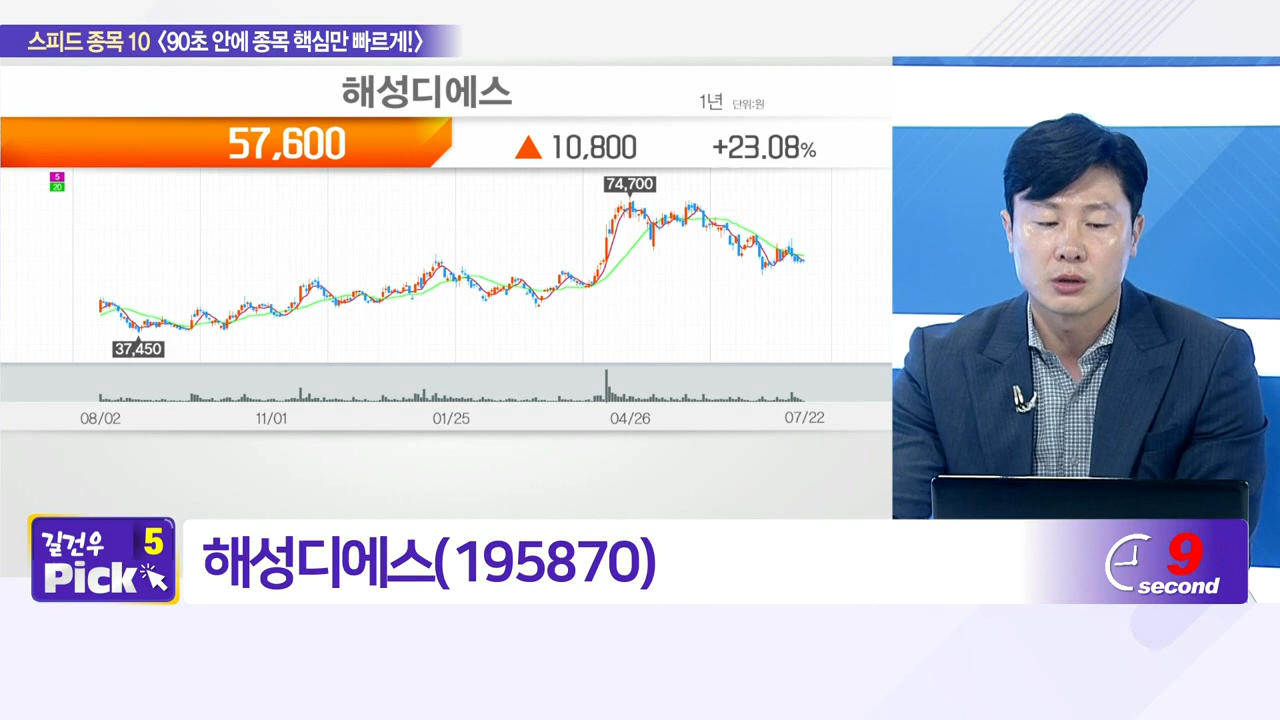 스피드 종목 10 <90초 안에 종목 핵심만 빠르게!>
해성디에스
1년 단위:원
57,600 ▲ 10,800 +23.08%
5
20
74,700
37,450
08/02 11/01 01/25 04/26 07/22
길건우 5
Pick
해성디에스(195870)
9
second